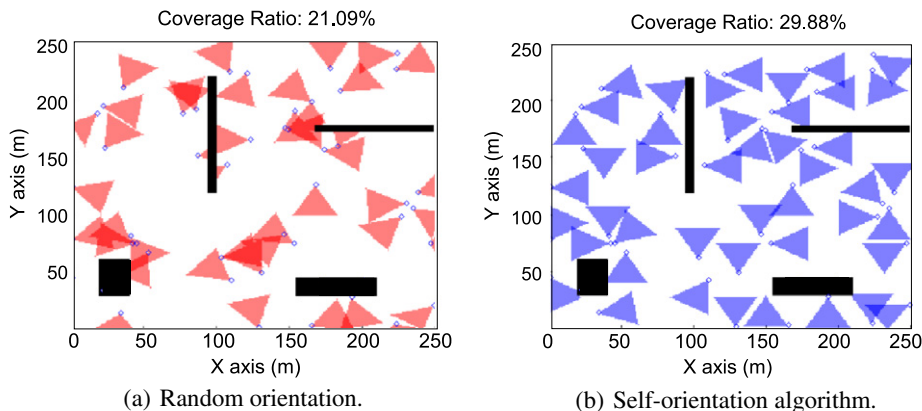 Coverage Ratio: 21.09%
250
200
150
100
50
0
50
100
150
200
250
Y axis (m)
X axis (m)
(a) Random orientation.
Coverage Ratio: 29.88%
250
200
150
100
50
0
50
100
150
200
250
Y axis (m)
X axis (m)
(b) Self-orientation algorithm.